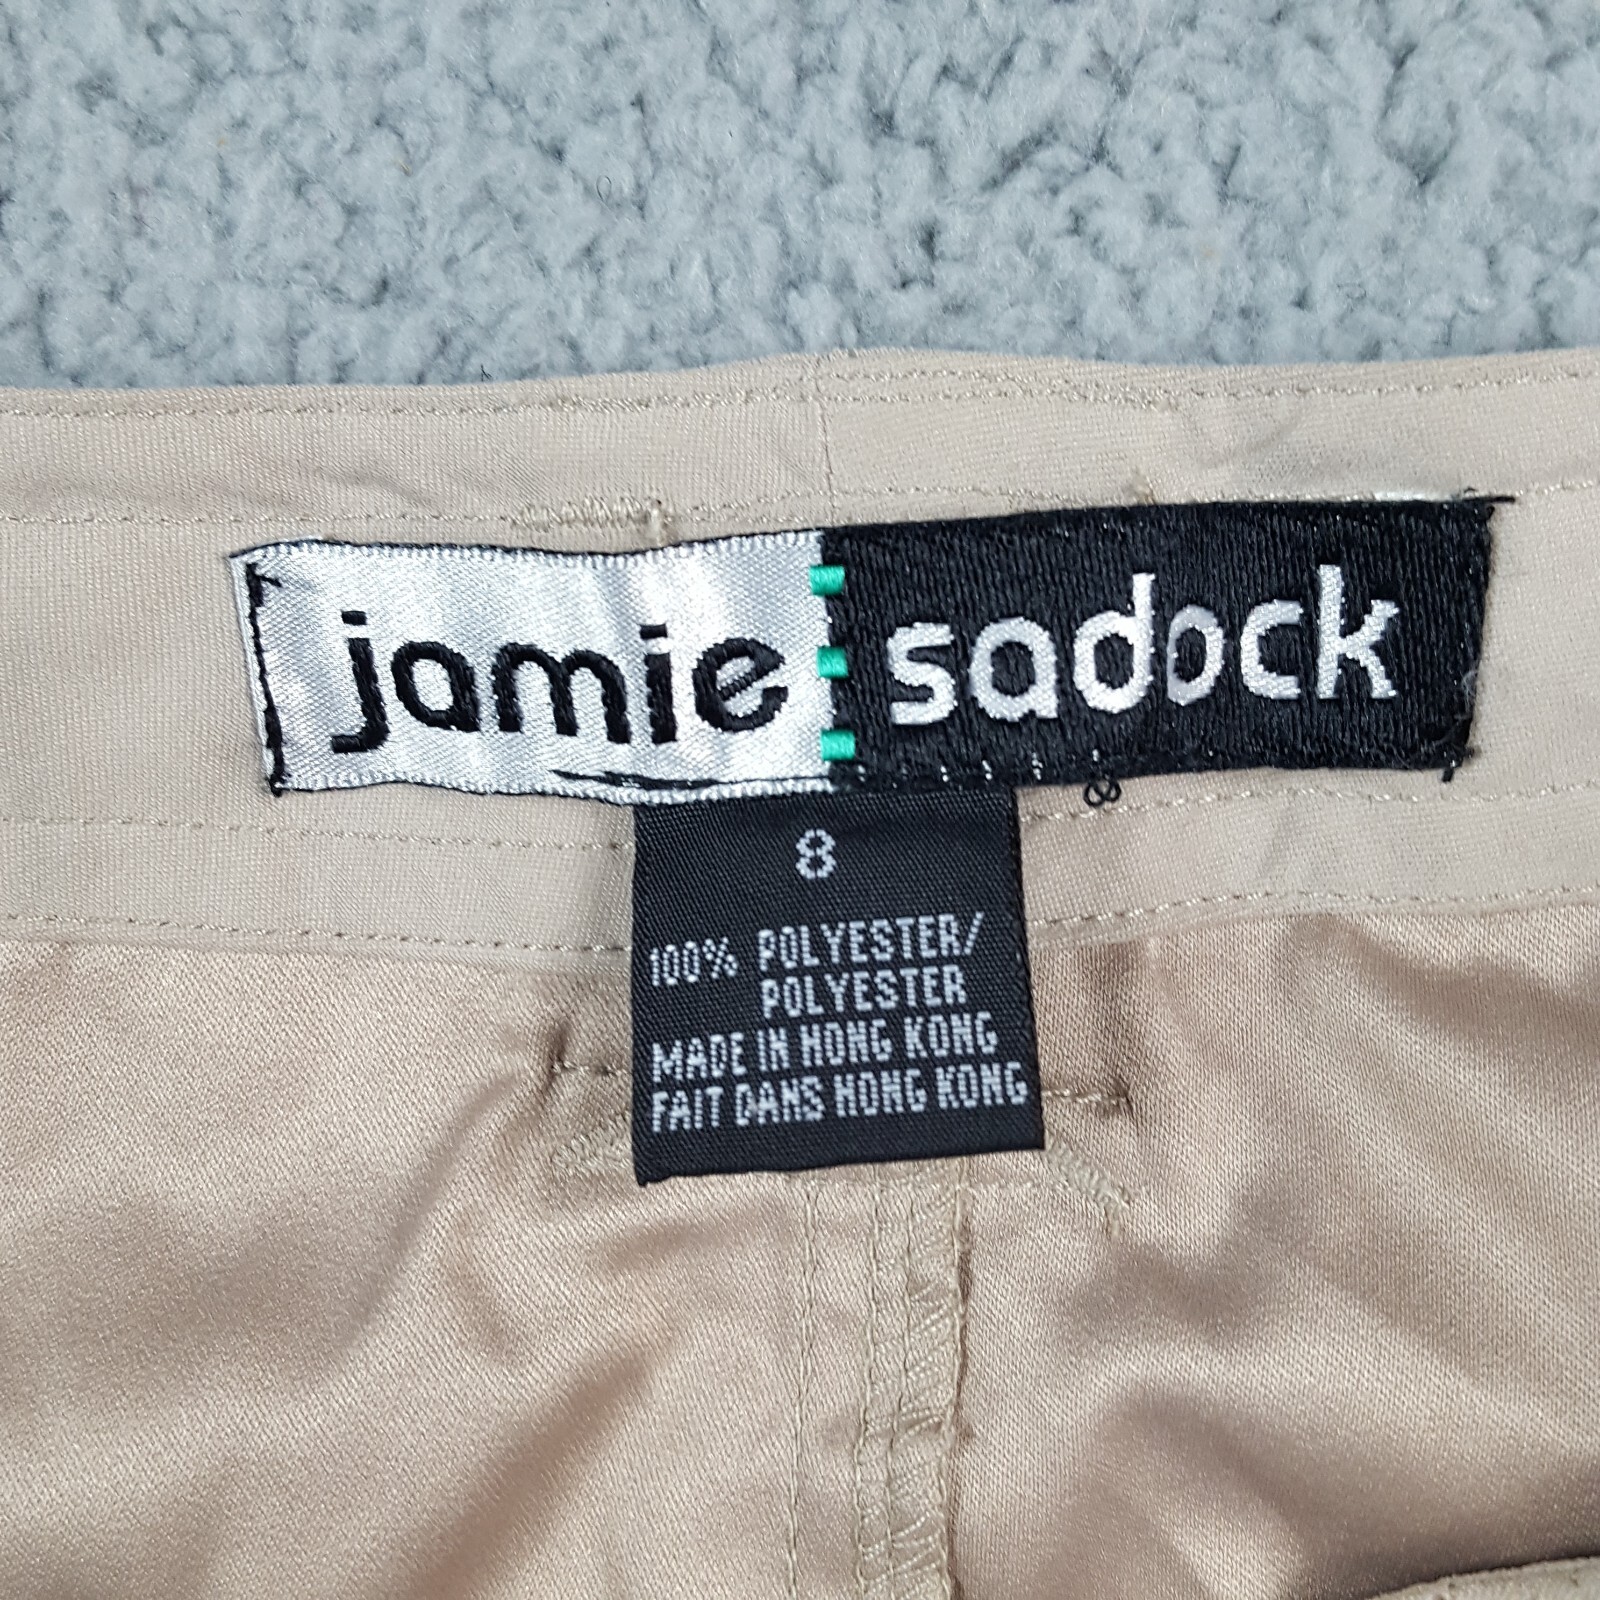 jamie sadock
8
100% POLYESTER/
POLYESTER
MADE IN HONG KONG
FAIT DANS HONG KONG